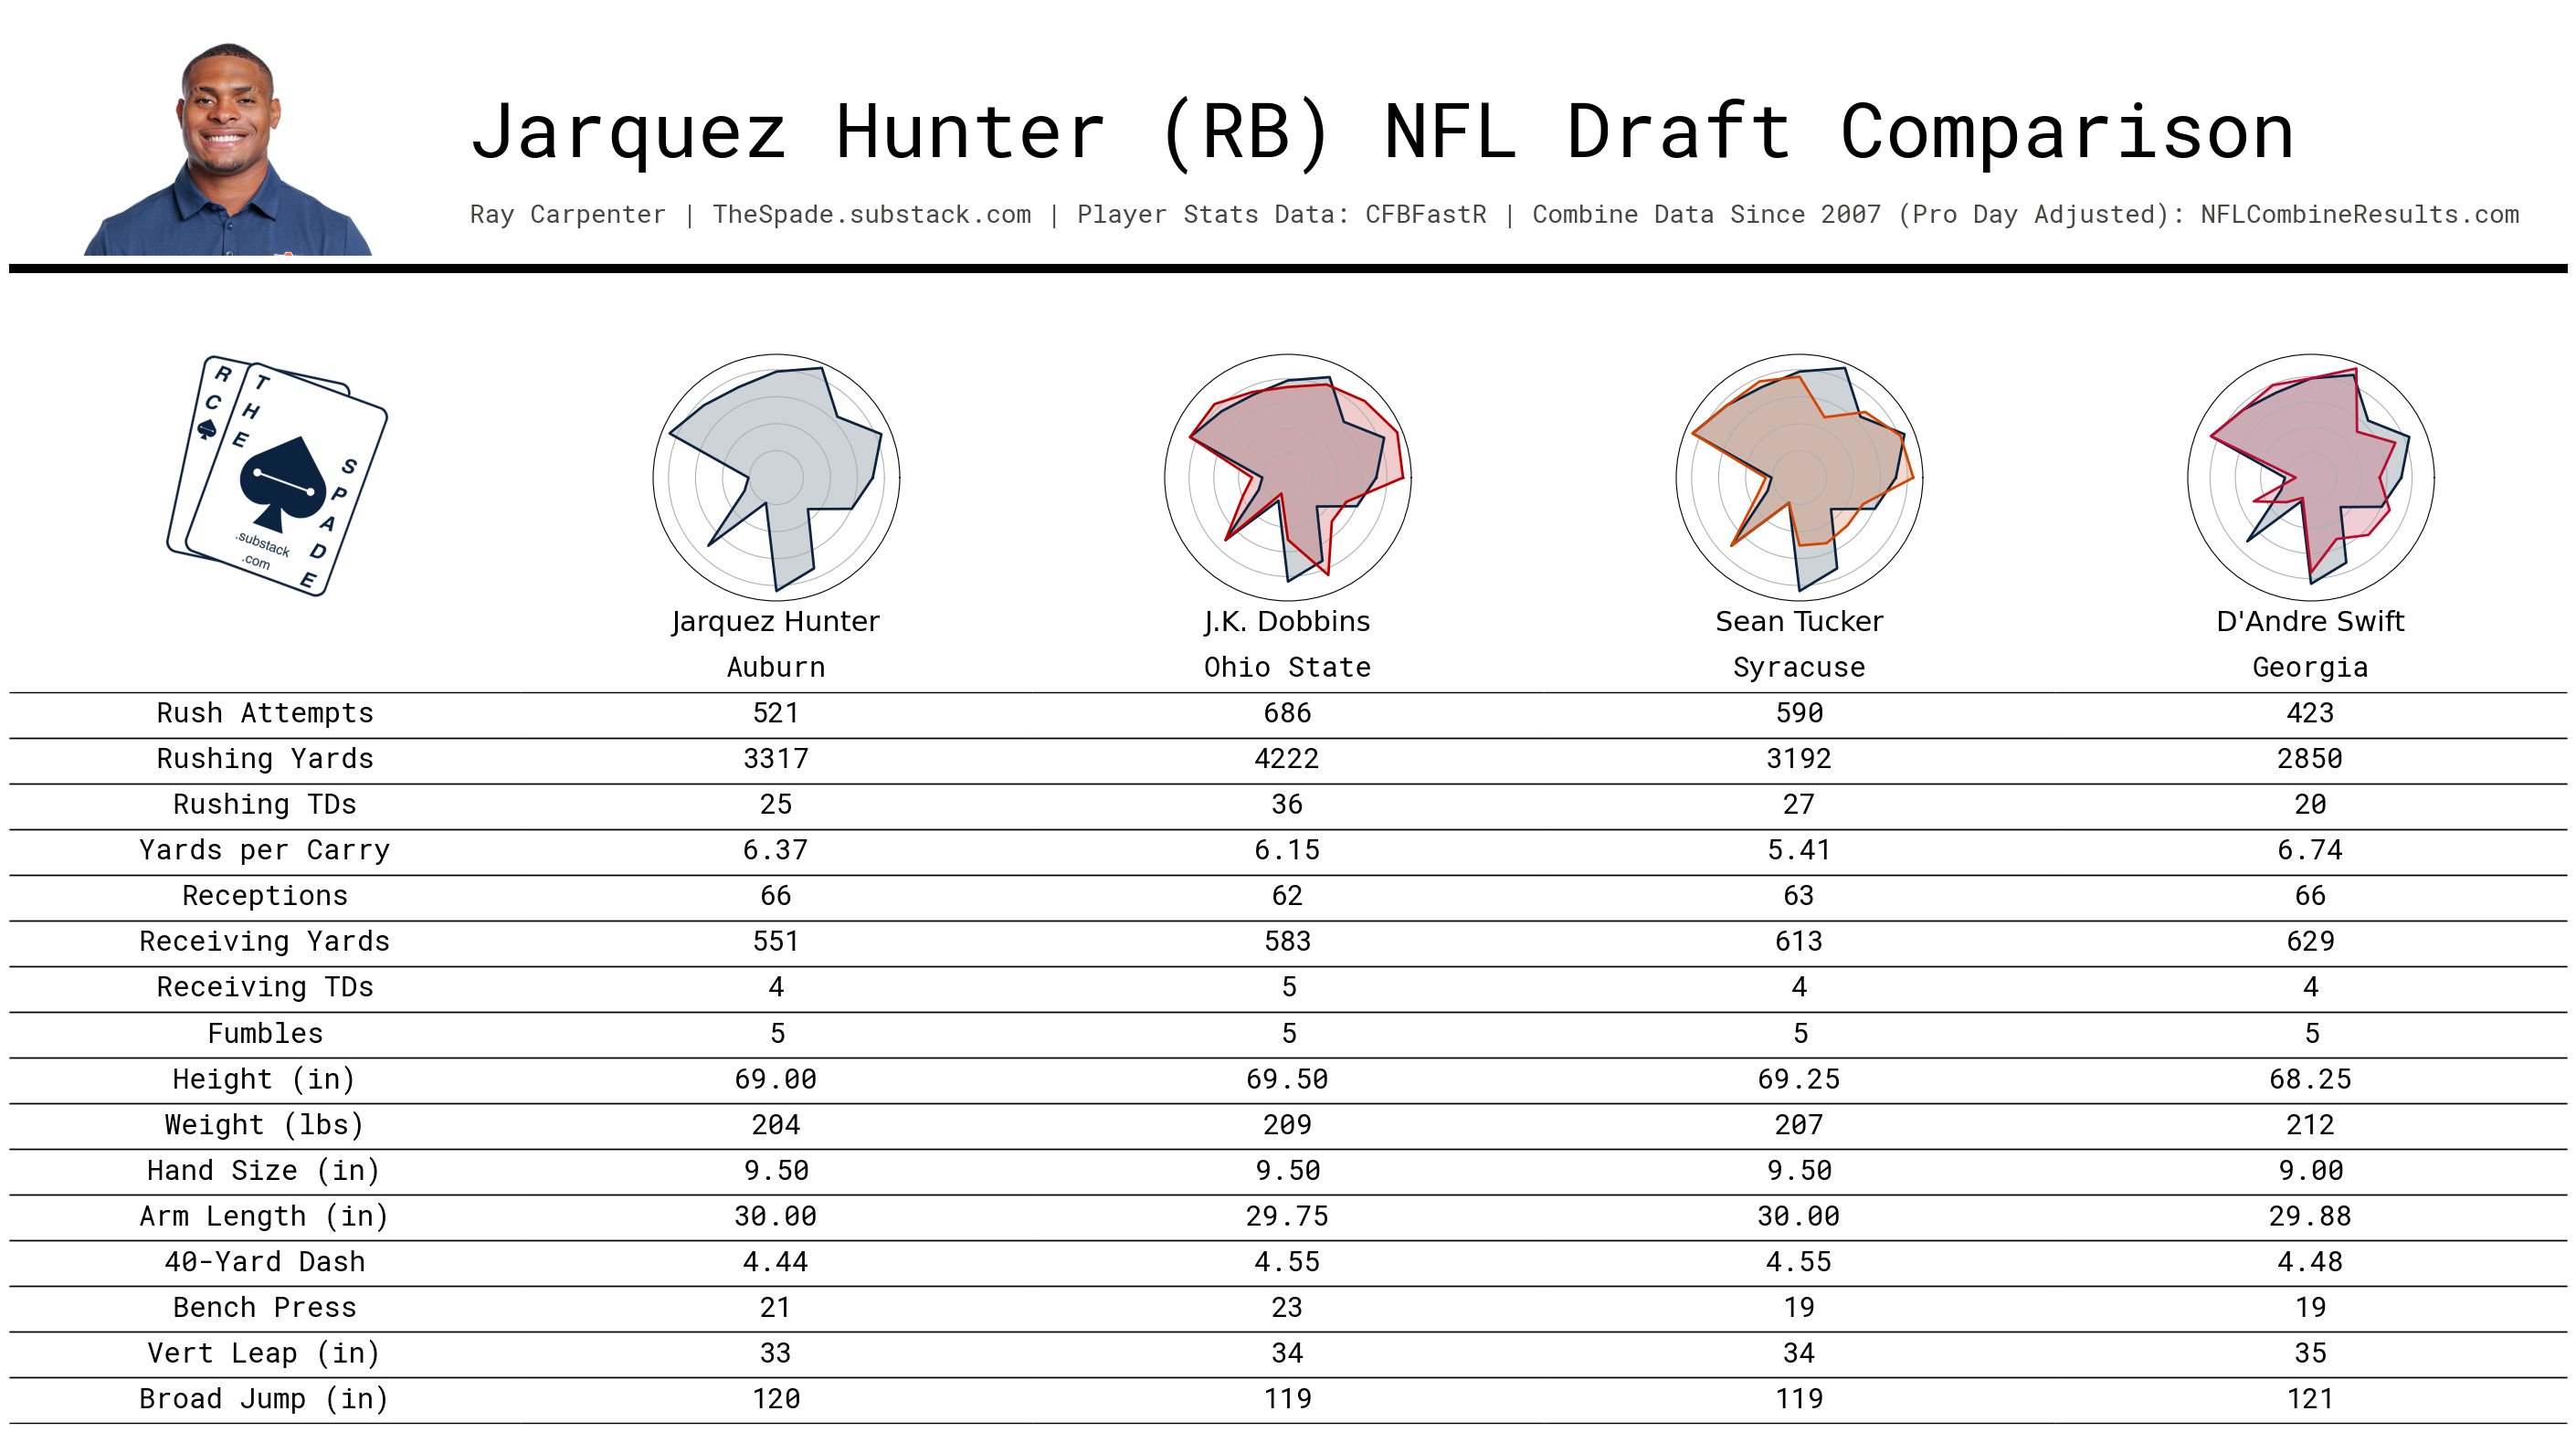 Jarquez Hunter (RB) NFL Draft Comparison
Ray Carpenter | TheSpade.substack.com | Player Stats Data: CFBFastR | Combine Data Since 2007 (Pro Day Adjusted): NFLCombineResults.com
RC
THE
SPADE
.substack
.com
Jarquez Hunter J.K. Dobbins Sean Tucker D'Andre Swift
Auburn Ohio State Syracuse Georgia
Rush Attempts 521 686 590 423
Rushing Yards 3317 4222 3192 2850
Rushing TDs 25 36 27 20
Yards per Carry 6.37 6.15 5.41 6.74
Receptions 66 62 63 66
Receiving Yards 551 583 613 629
Receiving TDs 4 5 4 4
Fumbles 5 5 5 5
Height (in) 69.00 69.50 69.25 68.25
Weight (lbs) 204 209 207 212
Hand Size (in) 9.50 9.50 9.50 9.00
Arm Length (in) 30.00 29.75 30.00 29.88
40-Yard Dash 4.44 4.55 4.55 4.48
Bench Press 21 23 19 19
Vert Leap (in) 33 34 34 35
Broad Jump (in) 120 119 119 121